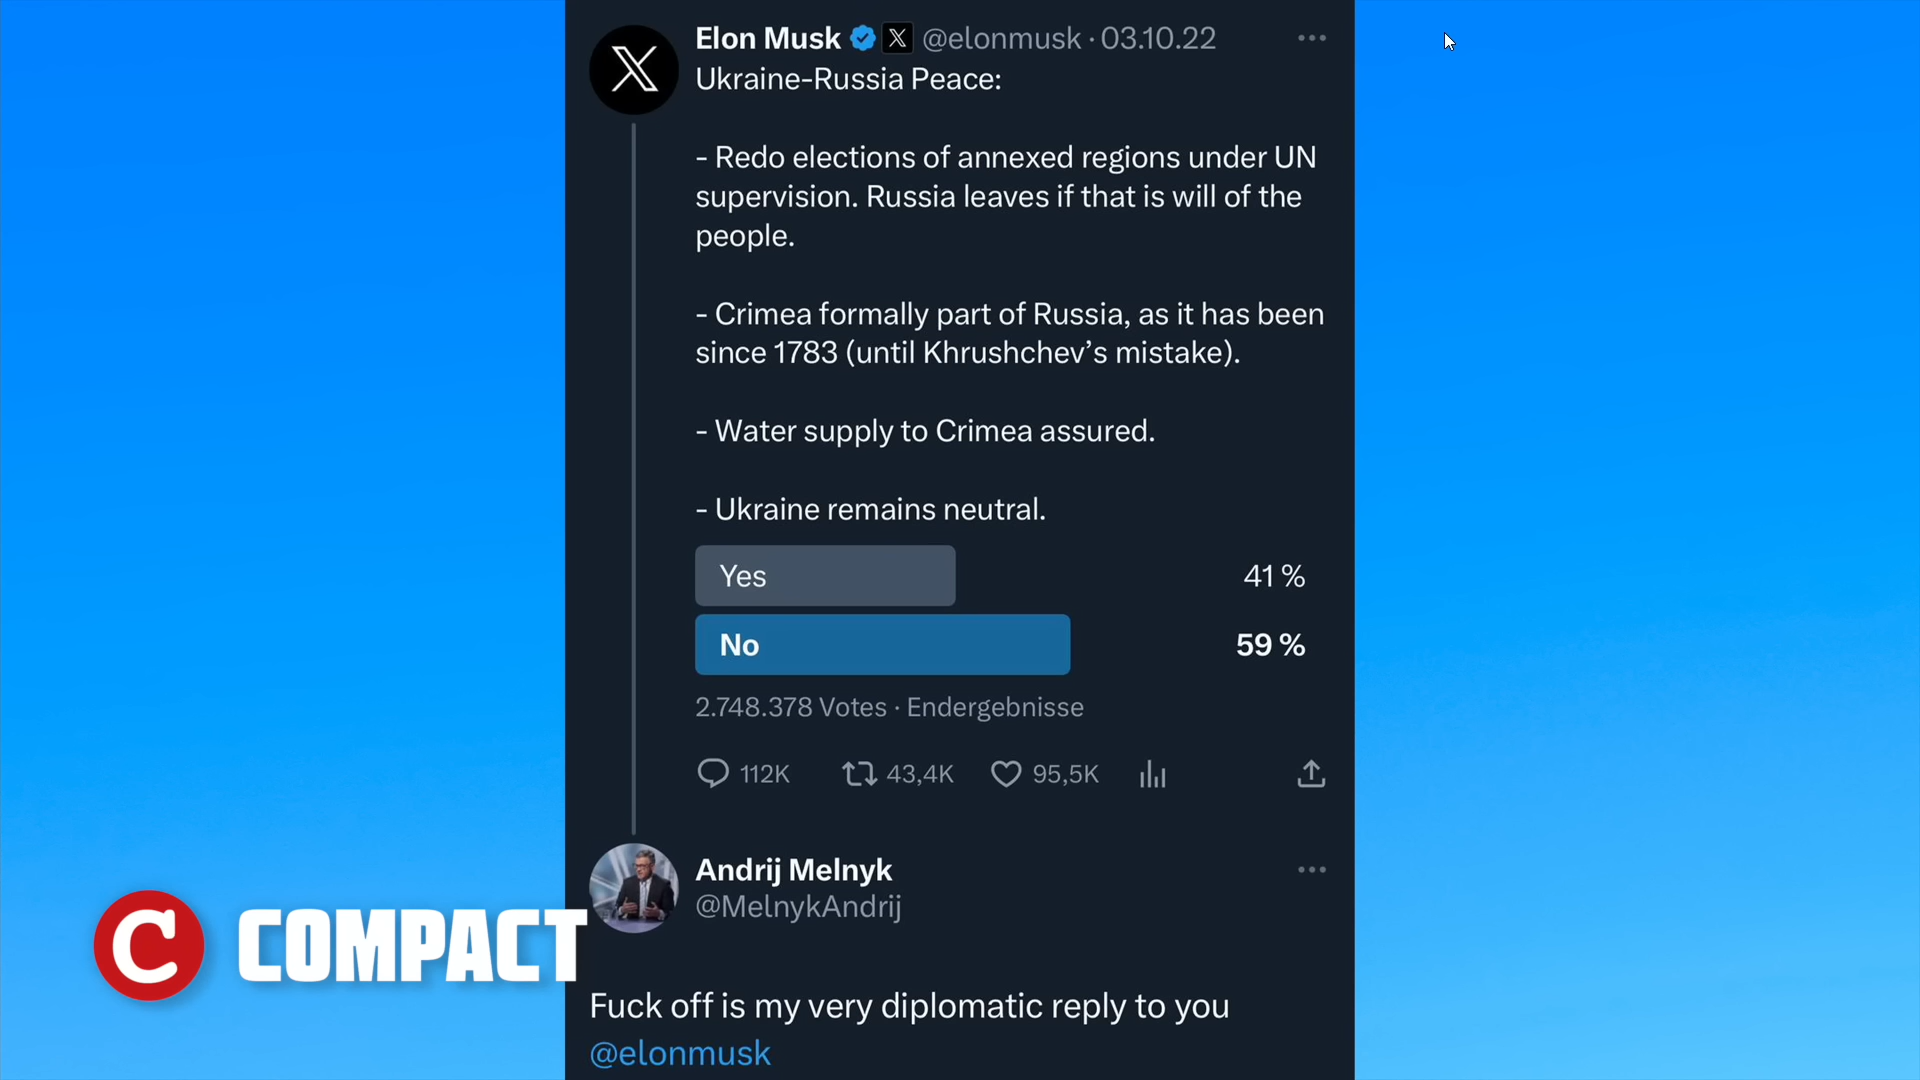 Elon Musk X @elonmusk · 03.10.22
Ukraine-Russia Peace:
- Redo elections of annexed regions under UN
supervision. Russia leaves if that is will of the
people.
- Crimea formally part of Russia, as it has been
since 1783 (until Khrushchev’s mistake).
- Water supply to Crimea assured.
- Ukraine remains neutral.
Yes 41 %
No 59 %
2.748.378 Votes · Endergebnisse
112K 43,4K 95,5K
Andrij Melnyk
@MelnykAndrij
C COMPACT
Fuck off is my very diplomatic reply to you
@elonmusk